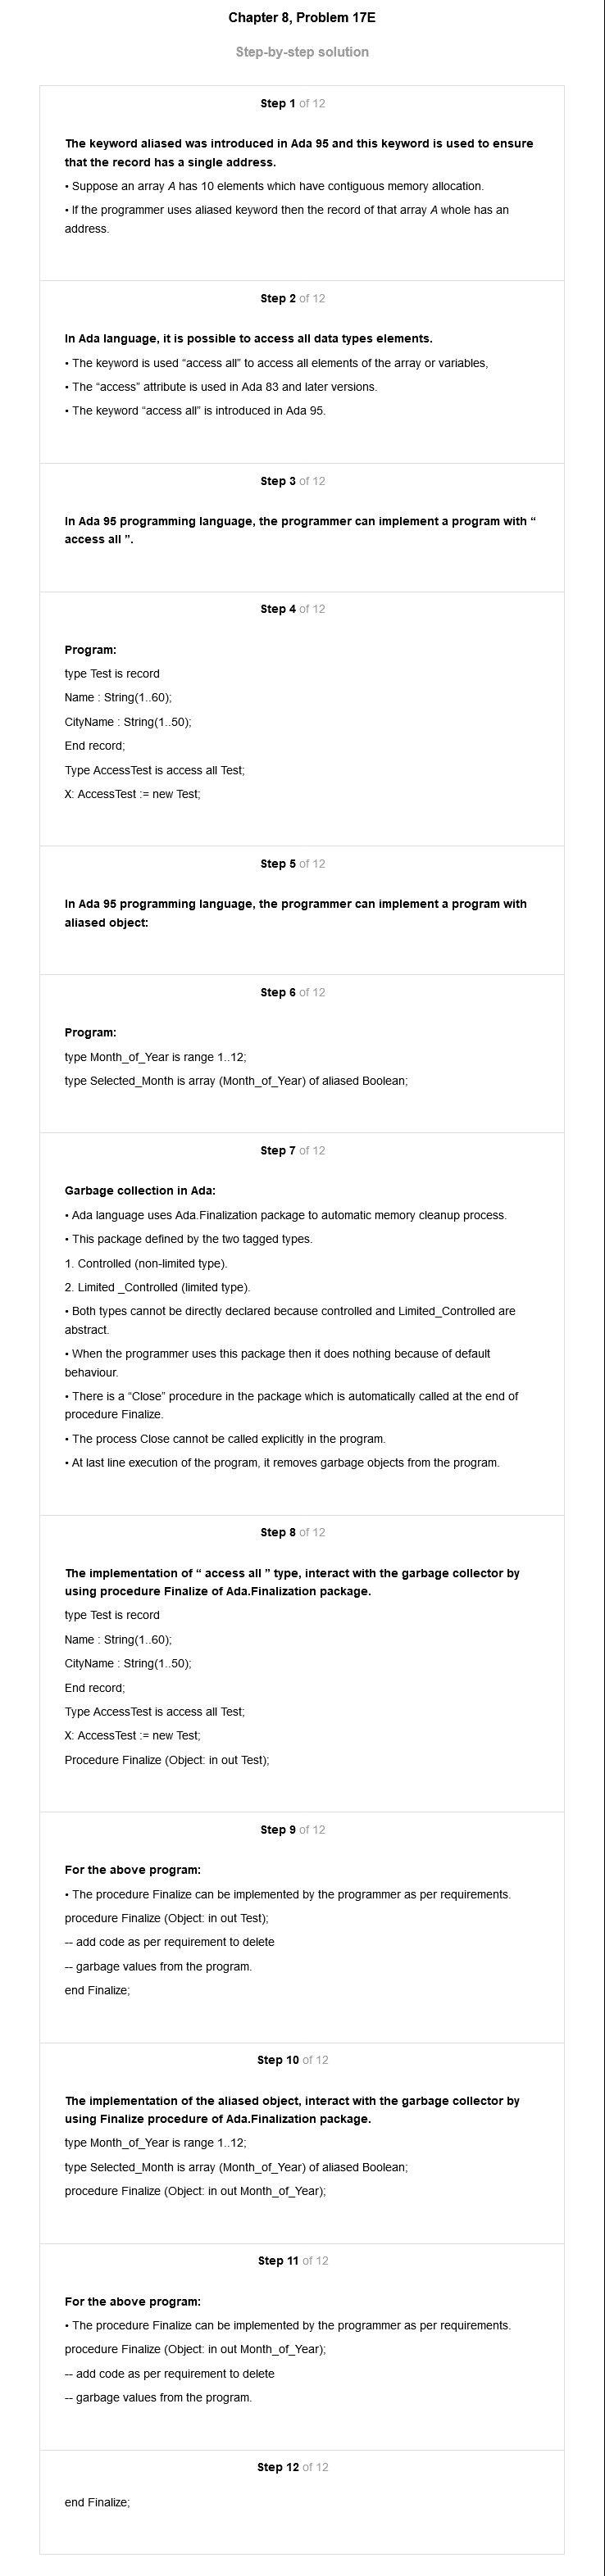 Chapter 8, Problem 17E
Step-by-step solution
Step 1 of 12
The keyword aliased was introduced in Ada 95 and this keyword is used to ensure
that the record has a single address.
• Suppose an array A has 10 elements which have contiguous memory allocation.
• If the programmer uses aliased keyword then the record of that array A whole has an
address.
Step 2 of 12
In Ada language, it is possible to access all data types elements.
• The keyword is used “access all” to access all elements of the array or variables,
• The “access” attribute is used in Ada 83 and later versions.
• The keyword “access all” is introduced in Ada 95.
Step 3 of 12
In Ada 95 programming language, the programmer can implement a program with “
access all ”.
Step 4 of 12
Program:
type Test is record
Name : String(1..60);
CityName : String(1..50);
End record;
Type AccessTest is access all Test;
X: AccessTest := new Test;
Step 5 of 12
In Ada 95 programming language, the programmer can implement a program with
aliased object:
Step 6 of 12
Program:
type Month_of_Year is range 1..12;
type Selected_Month is array (Month_of_Year) of aliased Boolean;
Step 7 of 12
Garbage collection in Ada:
• Ada language uses Ada.Finalization package to automatic memory cleanup process.
• This package defined by the two tagged types.
1. Controlled (non-limited type).
2. Limited _Controlled (limited type).
• Both types cannot be directly declared because controlled and Limited_Controlled are
abstract.
• When the programmer uses this package then it does nothing because of default
behaviour.
• There is a “Close” procedure in the package which is automatically called at the end of
procedure Finalize.
• The process Close cannot be called explicitly in the program.
• At last line execution of the program, it removes garbage objects from the program.
Step 8 of 12
The implementation of “ access all ” type, interact with the garbage collector by
using procedure Finalize of Ada.Finalization package.
type Test is record
Name : String(1..60);
CityName : String(1..50);
End record;
Type AccessTest is access all Test;
X: AccessTest := new Test;
Procedure Finalize (Object: in out Test);
Step 9 of 12
For the above program:
• The procedure Finalize can be implemented by the programmer as per requirements.
procedure Finalize (Object: in out Test);
-- add code as per requirement to delete
-- garbage values from the program.
end Finalize;
Step 10 of 12
The implementation of the aliased object, interact with the garbage collector by
using Finalize procedure of Ada.Finalization package.
type Month_of_Year is range 1..12;
type Selected_Month is array (Month_of_Year) of aliased Boolean;
procedure Finalize (Object: in out Month_of_Year);
Step 11 of 12
For the above program:
• The procedure Finalize can be implemented by the programmer as per requirements.
procedure Finalize (Object: in out Month_of_Year);
-- add code as per requirement to delete
-- garbage values from the program.
Step 12 of 12
end Finalize;